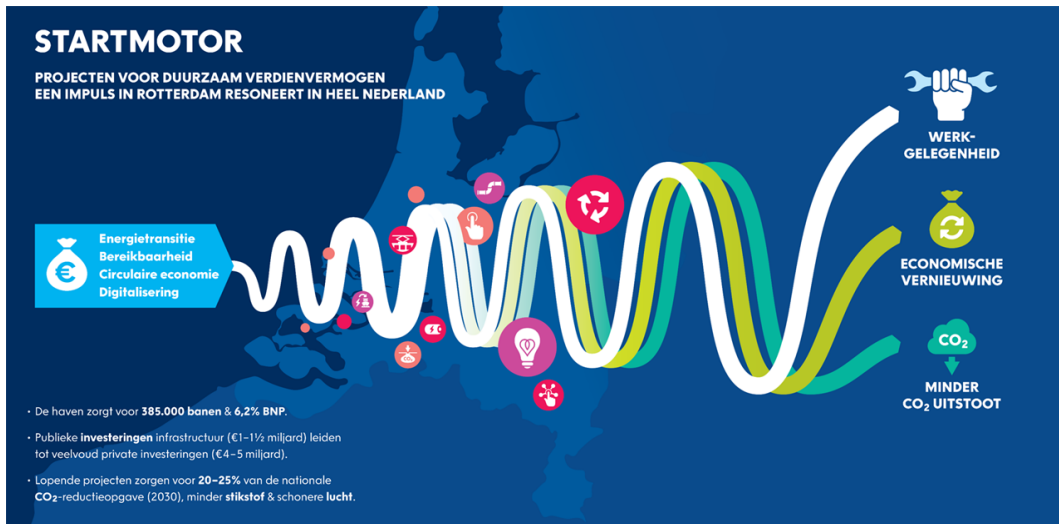 STARTMOTOR
PROJECTEN VOOR DUURZAAM VERDIENVERMOGEN
EEN IMPULS IN ROTTERDAM RESONEERT IN HEEL NEDERLAND
€
Energietransitie
Bereikbaarheid
Circulaire economie
Digitalisering
CO₂
WERK-
GELEGENHEID
ECONOMISCHE
VERNIEUWING
CO₂
MINDER
CO₂ UITSTOOT
• De haven zorgt voor 385.000 banen & 6,2% BNP.
• Publieke investeringen infrastructuur (€1–1½ miljard) leiden
tot veelvoud private investeringen (€4–5 miljard).
• Lopende projecten zorgen voor 20–25% van de nationale
CO₂-reductieopgave (2030), minder stikstof & schonere lucht.